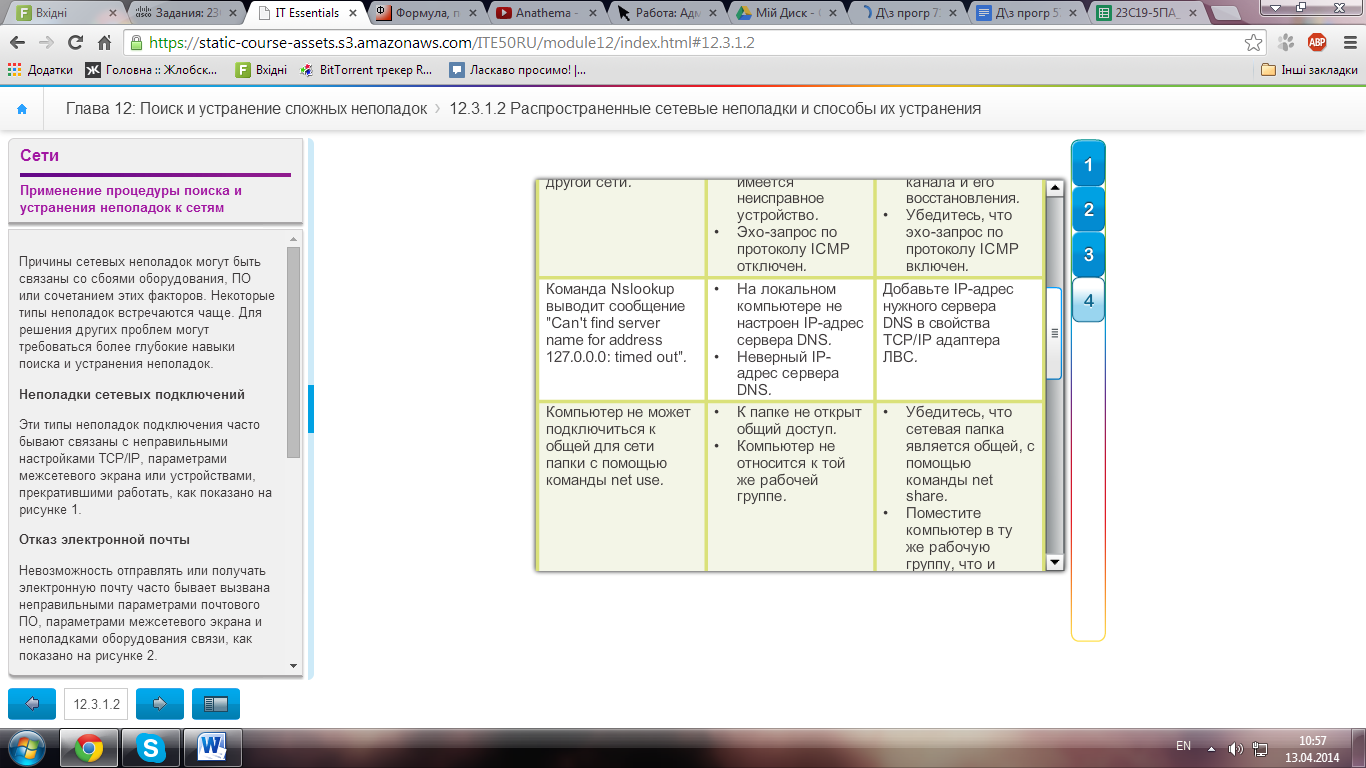 Вхідні
Задания: 23С
IT Essentials
Формула, п
Anathema -
Работа: Адм
Мій Диск - G
Д\з прогр 7
Д\з прогр 5
23С19-5ПА_
https://static-course-assets.s3.amazonaws.com/ITE50RU/module12/index.html#12.3.1.2
ABP
Додатки
Головна :: Жлобск...
Вхідні
BitTorrent трекер R...
Ласкаво просимо! |...
Інші закладки
Глава 12: Поиск и устранение сложных неполадок
12.3.1.2 Распространенные сетевые неполадки и способы их устранения
Сети
Применение процедуры поиска и
устранения неполадок к сетям
Причины сетевых неполадок могут быть
связаны со сбоями оборудования, ПО
или сочетанием этих факторов. Некоторые
типы неполадок встречаются чаще. Для
решения других проблем могут
требоваться более глубокие навыки
поиска и устранения неполадок.
Неполадки сетевых подключений
Эти типы неполадок подключения часто
бывают связаны с неправильными
настройками TCP/IP, параметрами
межсетевого экрана или устройствами,
прекратившими работать, как показано на
рисунке 1.
Отказ электронной почты
Невозможность отправлять или получать
электронную почту часто бывает вызвана
неправильными параметрами почтового
ПО, параметрами межсетевого экрана и
неполадками оборудования связи, как
показано на рисунке 2.
другой сети.
имеется
неисправное
устройство.
• Эхо-запрос по
протоколу ICMP
отключен.
канала и его
восстановления.
• Убедитесь, что
эхо-запрос по
протоколу ICMP
включен.
Команда Nslookup
выводит сообщение
"Can't find server
name for address
127.0.0.0: timed out".
• На локальном
компьютере не
настроен IP-адрес
сервера DNS.
• Неверный IP-
адрес сервера
DNS.
Добавьте IP-адрес
нужного сервера
DNS в свойства
TCP/IP адаптера
ЛВС.
Компьютер не может
подключиться к
общей для сети
папки с помощью
команды net use.
• К папке не открыт
общий доступ.
• Компьютер не
относится к той
же рабочей
группе.
• Убедитесь, что
сетевая папка
является общей, с
помощью
команды net
share.
• Поместите
компьютер в ту
же рабочую
группу, что и
1
2
3
4
12.3.1.2
EN
10:57
13.04.2014